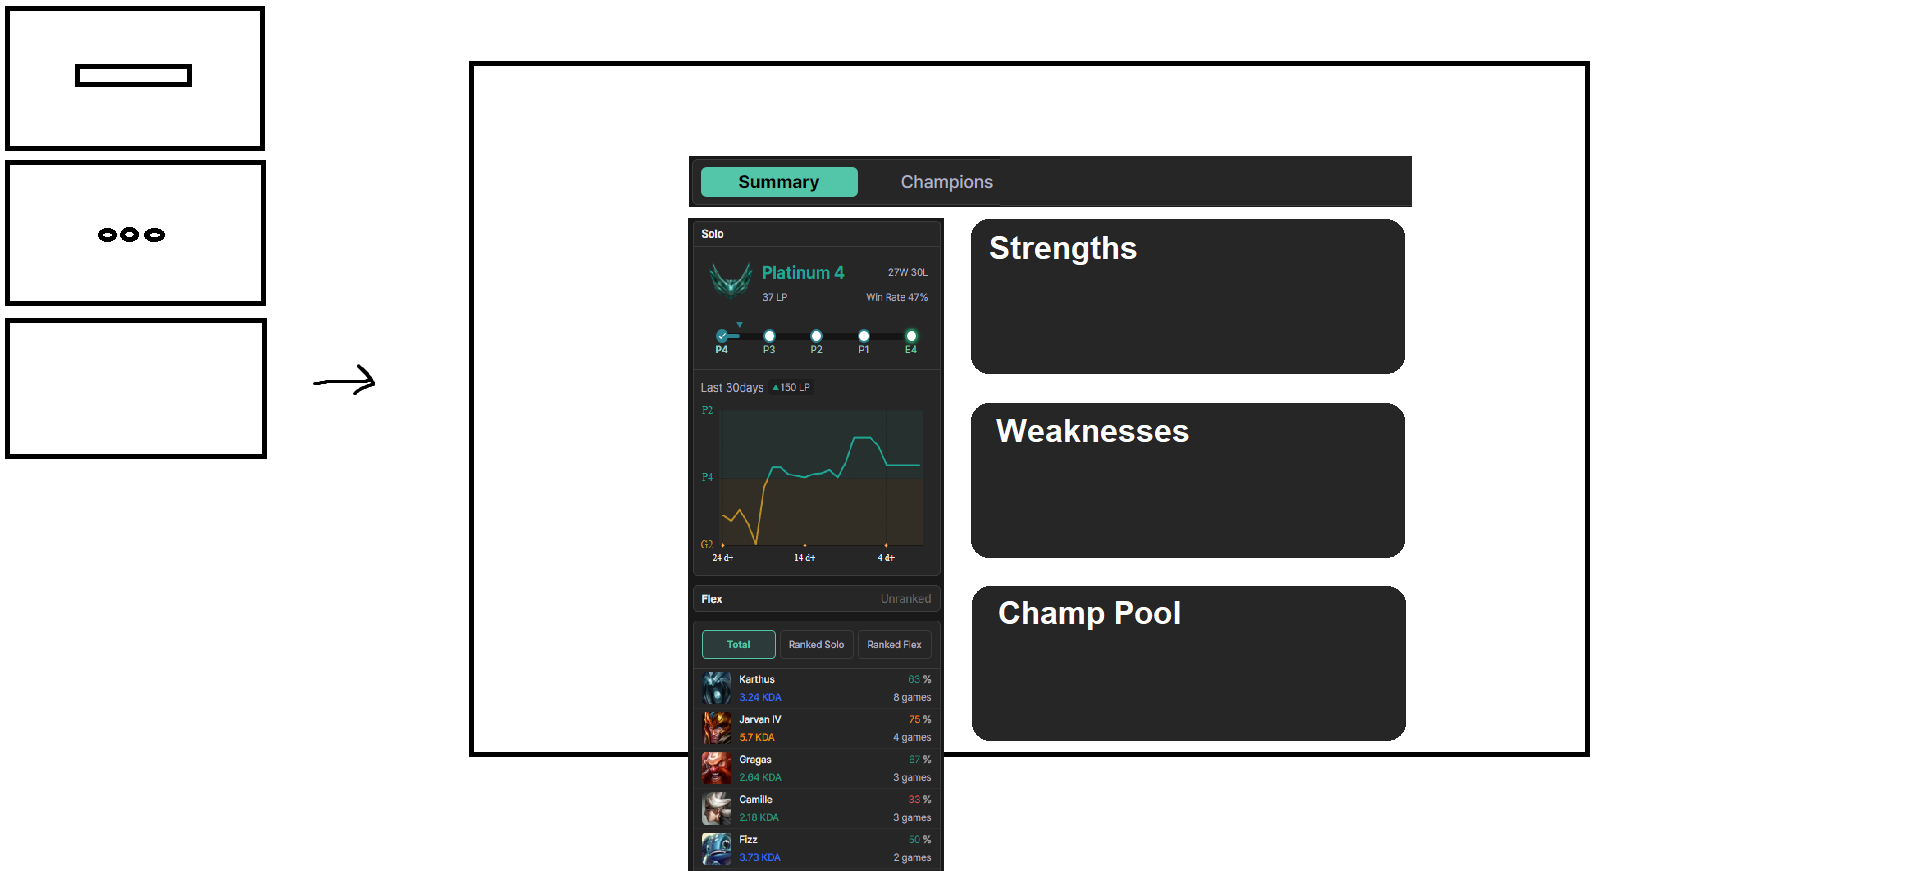 Summary Champions
Solo
Platinum 4 27W 30L
37 LP Win Rate 47%
P4 P3 P2 P1 E4
Last 30days ▲150 LP
P2
P4
G2
24 d+ 14 d+ 4 d+
Flex Unranked
Total Ranked Solo Ranked Flex
Karthus 63 %
3.24 KDA 8 games
Jarvan IV 75 %
5.7 KDA 4 games
Gragas 67 %
2.64 KDA 3 games
Camille 33 %
2.18 KDA 3 games
Fizz 50 %
3.73 KDA 2 games
Strengths
Weaknesses
Champ Pool